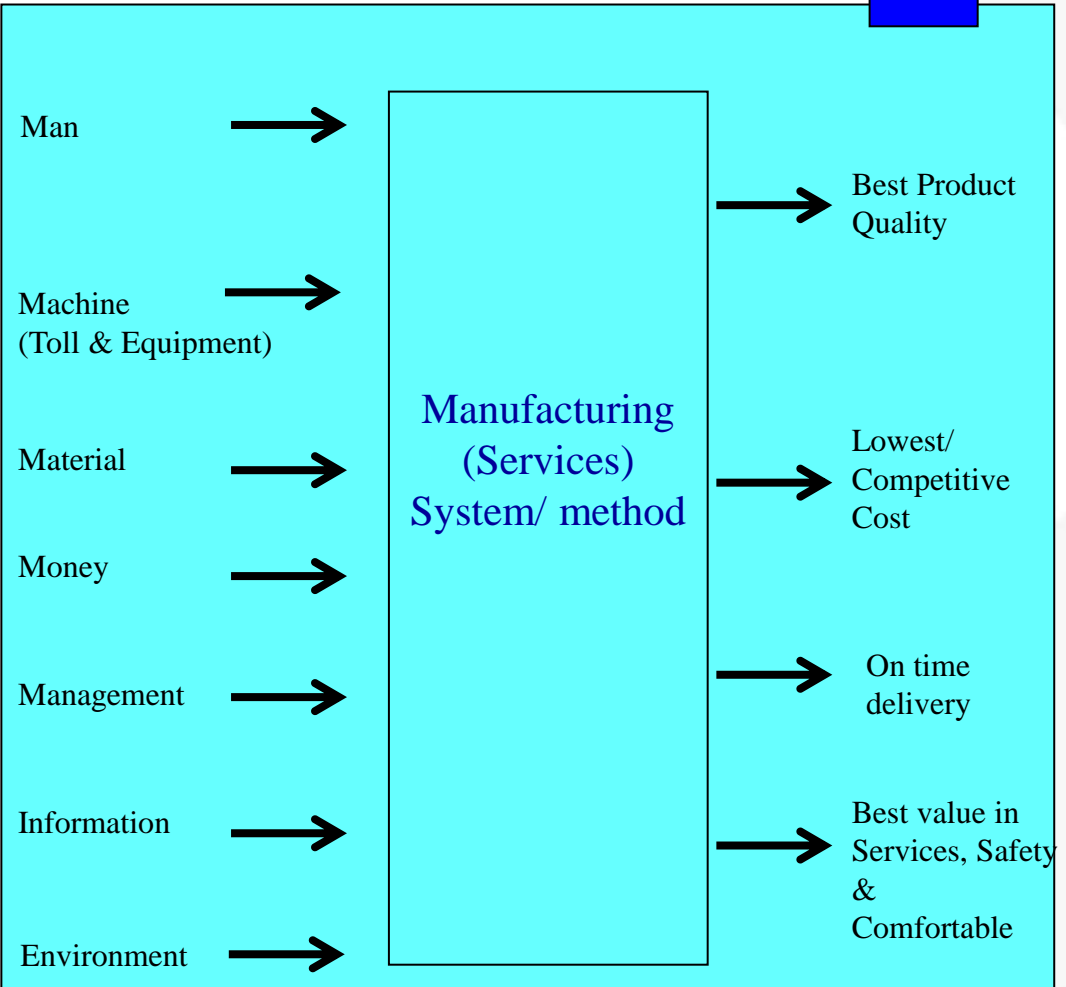 Man
Machine
(Toll & Equipment)
Material
Money
Management
Information
Environment
Manufacturing
(Services)
System/ method
Best Product
Quality
Lowest/
Competitive
Cost
On time
delivery
Best value in
Services, Safety
&
Comfortable